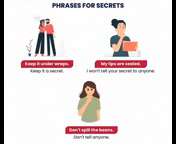 PHRASES FOR SECRETS
Keep it under wraps.
Keep it a secret.
My lips are sealed.
I won't tell your secret to anyone.
Don't spill the beans.
Don't tell anyone.